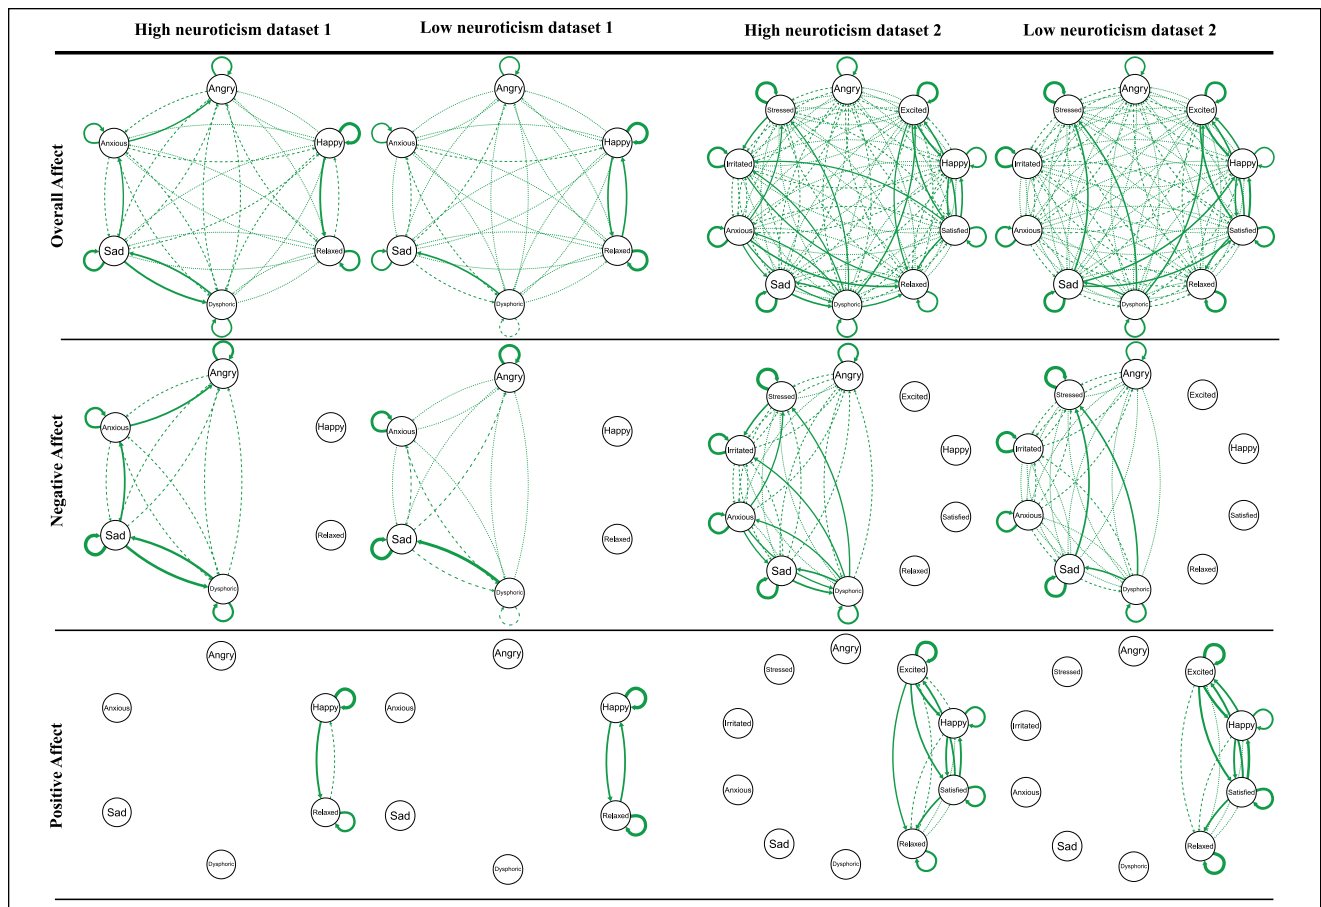 High neuroticism dataset 1 Low neuroticism dataset 1 High neuroticism dataset 2 Low neuroticism dataset 2
Overall Affect
Angry
Anxious Happy
Sad Relaxed
Dysphoric
Angry
Anxious Happy
Sad Relaxed
Dysphoric
Angry
Stressed Excited
Irritated Happy
Anxious Satisfied
Sad Relaxed
Dysphoric
Angry
Stressed Excited
Irritated Happy
Anxious Satisfied
Sad Relaxed
Dysphoric
Negative Affect
Angry
Anxious Happy
Sad Relaxed
Dysphoric
Angry
Anxious Happy
Sad Relaxed
Dysphoric
Angry
Stressed Excited
Irritated Happy
Anxious Satisfied
Sad Relaxed
Dysphoric
Angry
Stressed Excited
Irritated Happy
Anxious Satisfied
Sad Relaxed
Dysphoric
Positive Affect
Angry
Anxious Happy
Sad Relaxed
Dysphoric
Angry
Anxious Happy
Sad Relaxed
Dysphoric
Angry
Stressed Excited
Irritated Happy
Anxious Satisfied
Sad Relaxed
Dysphoric
Angry
Stressed Excited
Irritated Happy
Anxious Satisfied
Sad Relaxed
Dysphoric